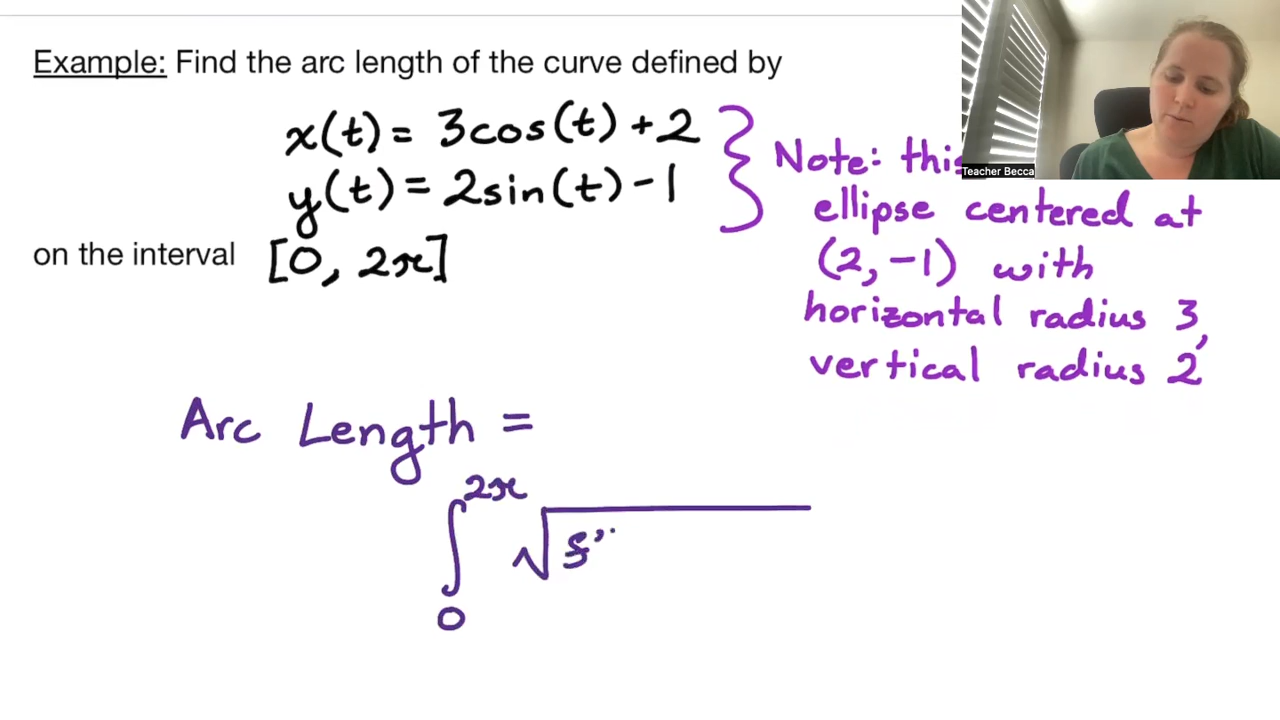 Example: Find the arc length of the curve defined by
x(t) = 3cos(t) + 2
y(t) = 2sin(t) - 1
on the interval [0, 2π]
Note: this
ellipse centered at
(2, -1) with
horizontal radius 3,
vertical radius 2
Teacher Becca
Arc Length =
∫₀^2π √